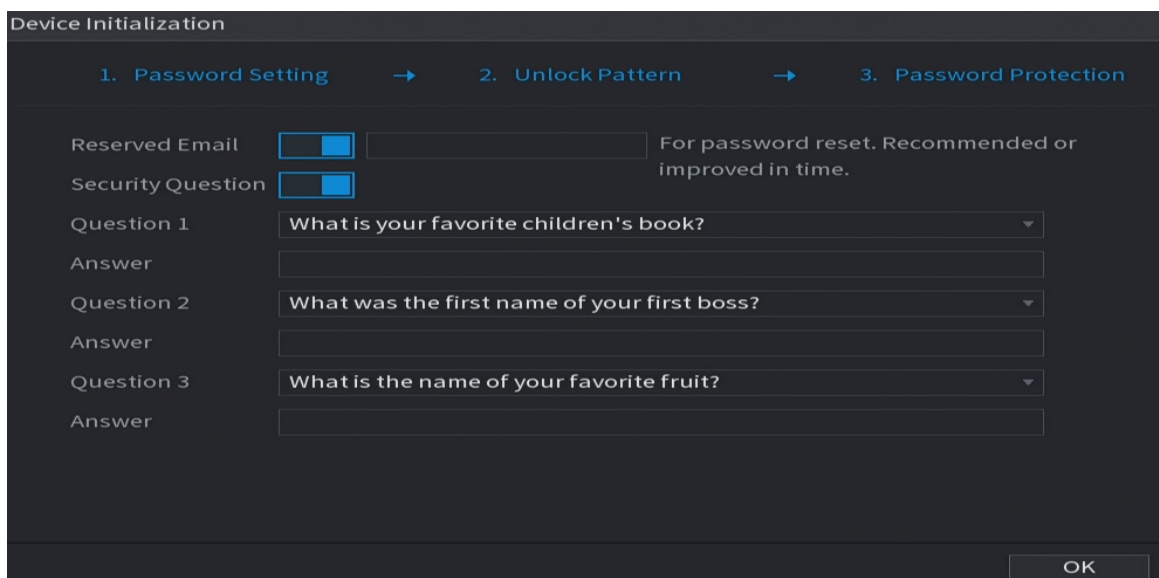 Device Initialization
1. Password Setting → 2. Unlock Pattern → 3. Password Protection
Reserved Email For password reset. Recommended or
improved in time.
Security Question
Question 1 What is your favorite children's book?
Answer
Question 2 What was the first name of your first boss?
Answer
Question 3 What is the name of your favorite fruit?
Answer
OK